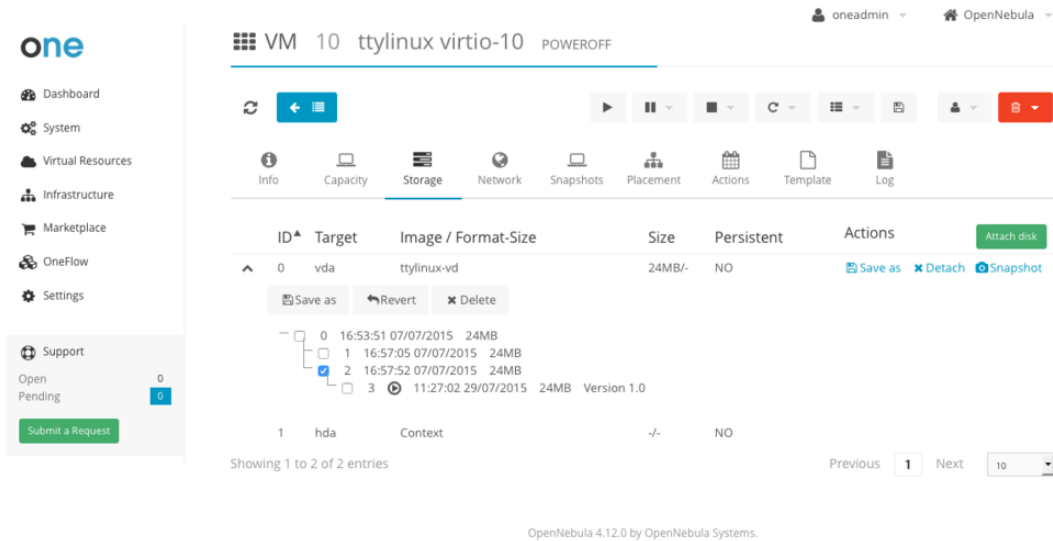 oneadmin OpenNebula
one
VM 10 ttylinux virtio-10 POWEROFF
Dashboard
System
Virtual Resources
Infrastructure
Marketplace
OneFlow
Settings
Support
Open 0
Pending 0
Submit a Request
Info Capacity Storage Network Snapshots Placement Actions Template Log
ID Target Image / Format-Size Size Persistent Actions Attach disk
0 vda ttylinux-vd 24MB/- NO Save as Detach Snapshot
Save as Revert Delete
0 16:53:51 07/07/2015 24MB
1 16:57:05 07/07/2015 24MB
2 16:57:52 07/07/2015 24MB
3 11:27:02 29/07/2015 24MB Version 1.0
1 hda Context -/- NO
Showing 1 to 2 of 2 entries Previous 1 Next 10
OpenNebula 4.12.0 by OpenNebula Systems.